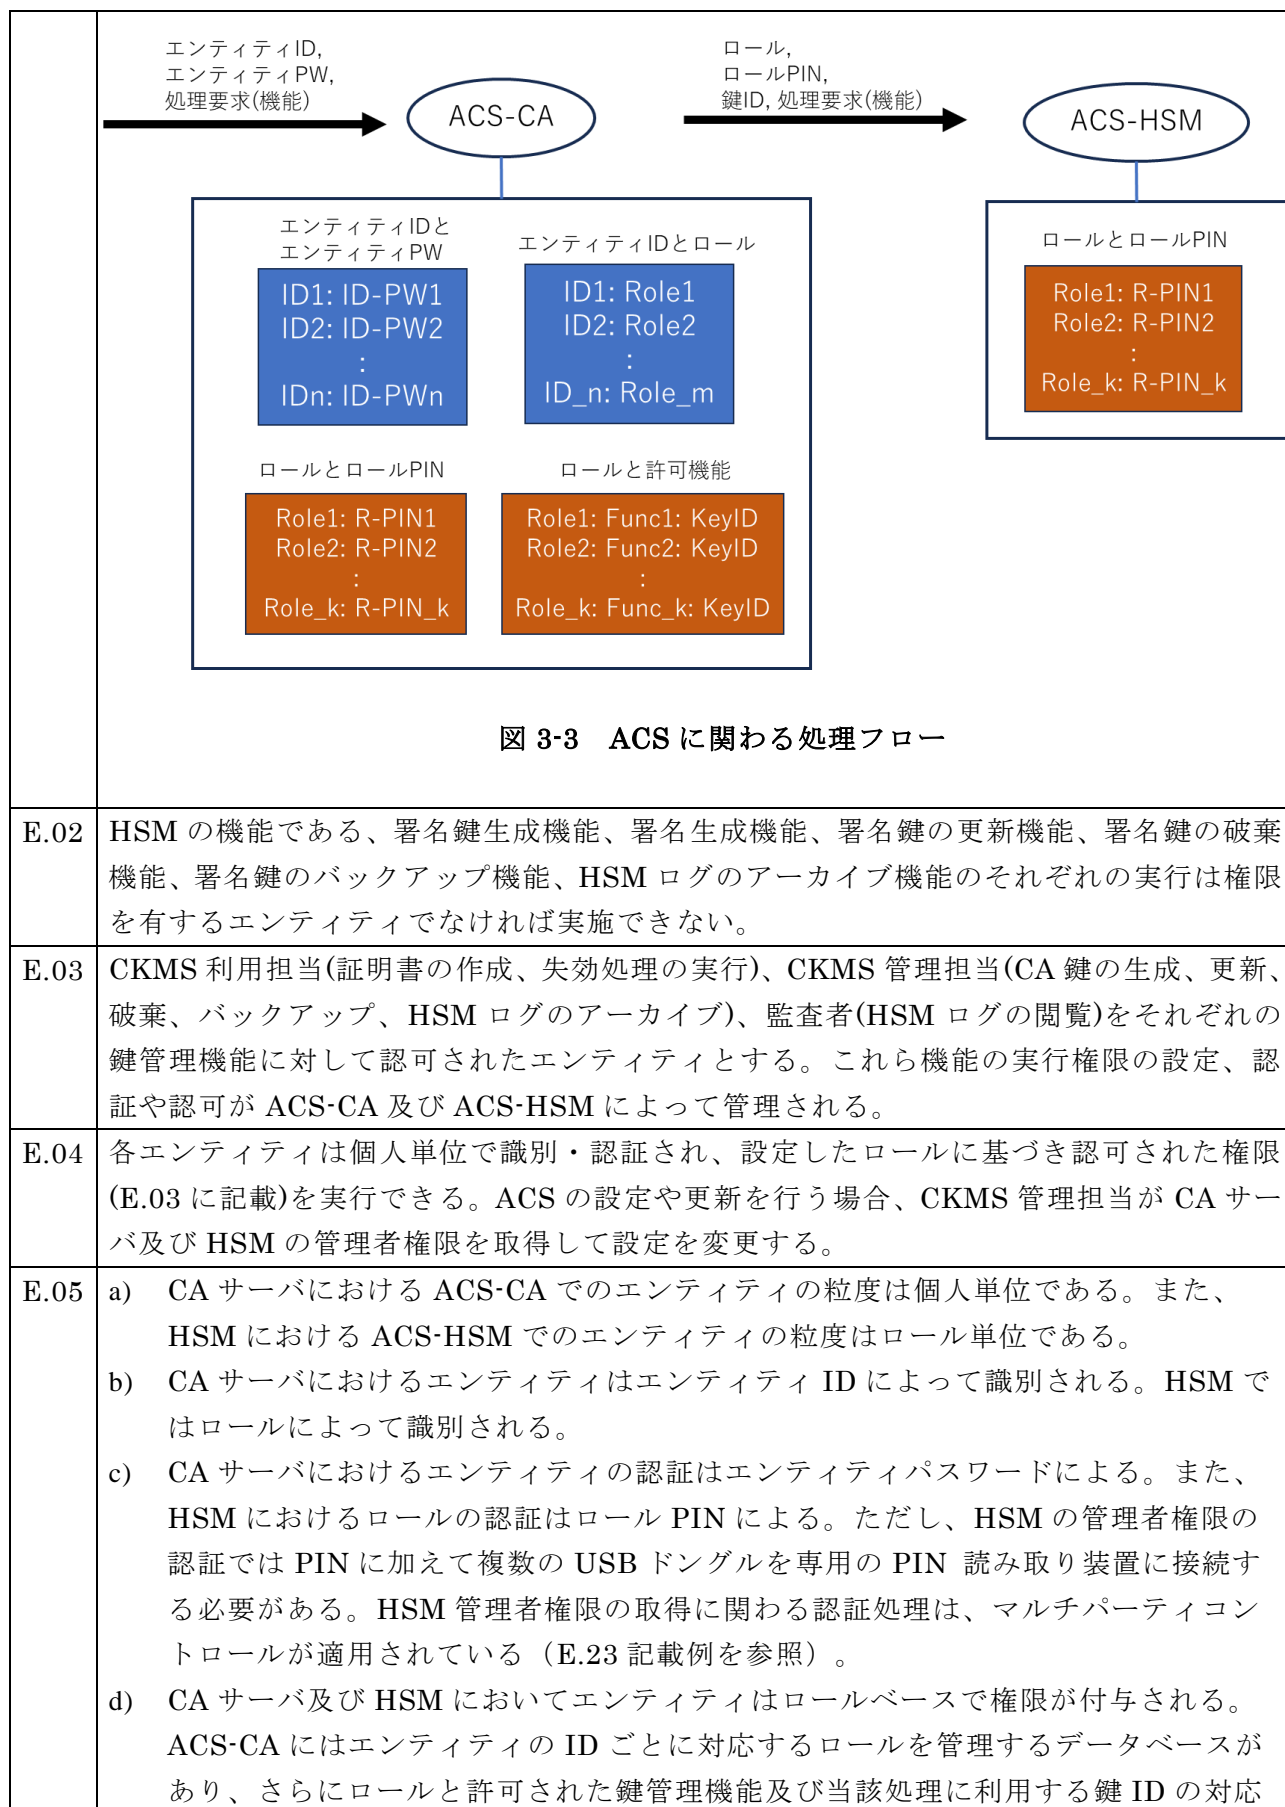 エンティティID,
エンティティPW,
処理要求(機能)
ACS-CA
ロール,
ロールPIN,
鍵ID, 処理要求(機能)
ACS-HSM
エンティティIDと
エンティティPW
ID1: ID-PW1
ID2: ID-PW2
:
IDn: ID-PWn
エンティティIDとロール
ID1: Role1
ID2: Role2
:
ID_n: Role_m
ロールとロールPIN
Role1: R-PIN1
Role2: R-PIN2
:
Role_k: R-PIN_k
ロールと許可機能
Role1: Func1: KeyID
Role2: Func2: KeyID
:
Role_k: Func_k: KeyID
ロールとロールPIN
Role1: R-PIN1
Role2: R-PIN2
:
Role_k: R-PIN_k
図 3-3 ACS に関わる処理フロー
E.02 HSM の機能である、署名鍵生成機能、署名生成機能、署名鍵の更新機能、署名鍵の破棄
機能、署名鍵のバックアップ機能、HSM ログのアーカイブ機能のそれぞれの実行は権限
を有するエンティティでなければ実施できない。
E.03 CKMS 利用担当(証明書の作成、失効処理の実行)、CKMS 管理担当(CA 鍵の生成、更新、
破棄、バックアップ、HSM ログのアーカイブ)、監査者(HSM ログの閲覧)をそれぞれの
鍵管理機能に対して認可されたエンティティとする。これら機能の実行権限の設定、認
証や認可が ACS-CA 及び ACS-HSM によって管理される。
E.04 各エンティティは個人単位で識別・認証され、設定したロールに基づき認可された権限
(E.03 に記載)を実行できる。ACS の設定や更新を行う場合、CKMS 管理担当が CA サー
バ及び HSM の管理者権限を取得して設定を変更する。
E.05 a) CA サーバにおける ACS-CA でのエンティティの粒度は個人単位である。また、
HSM における ACS-HSM でのエンティティの粒度はロール単位である。
b) CA サーバにおけるエンティティはエンティティ ID によって識別される。HSM で
はロールによって識別される。
c) CA サーバにおけるエンティティの認証はエンティティパスワードによる。また、
HSM におけるロールの認証はロール PIN による。ただし、HSM の管理者権限の
認証では PIN に加えて複数の USB ドングルを専用の PIN 読み取り装置に接続す
る必要がある。HSM 管理者権限の取得に関わる認証処理は、マルチパーティコン
トロールが適用されている（E.23 記載例を参照）。
d) CA サーバ及び HSM においてエンティティはロールベースで権限が付与される。
ACS-CA にはエンティティの ID ごとに対応するロールを管理するデータベースが
あり、さらにロールと許可された鍵管理機能及び当該処理に利用する鍵 ID の対応